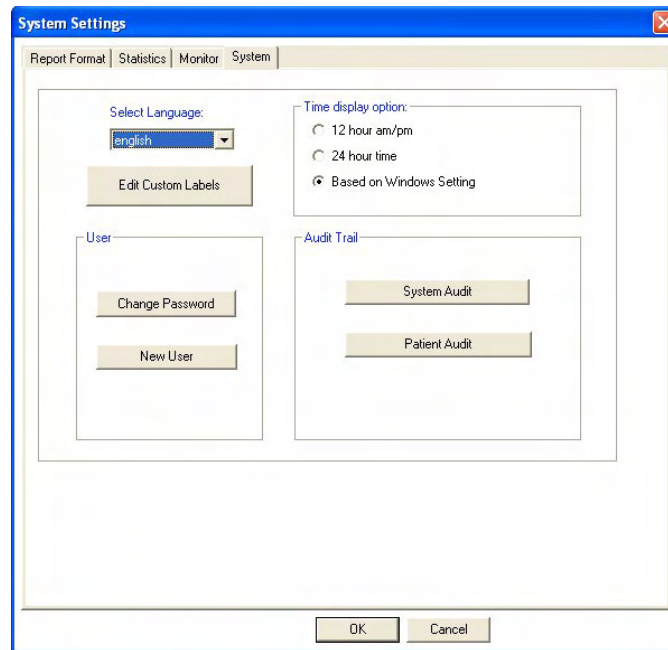 System Settings
Report Format Statistics Monitor System
Select Language:
english
Edit Custom Labels
Time display option:
12 hour am/pm
24 hour time
Based on Windows Setting
User
Change Password
New User
Audit Trail
System Audit
Patient Audit
OK Cancel